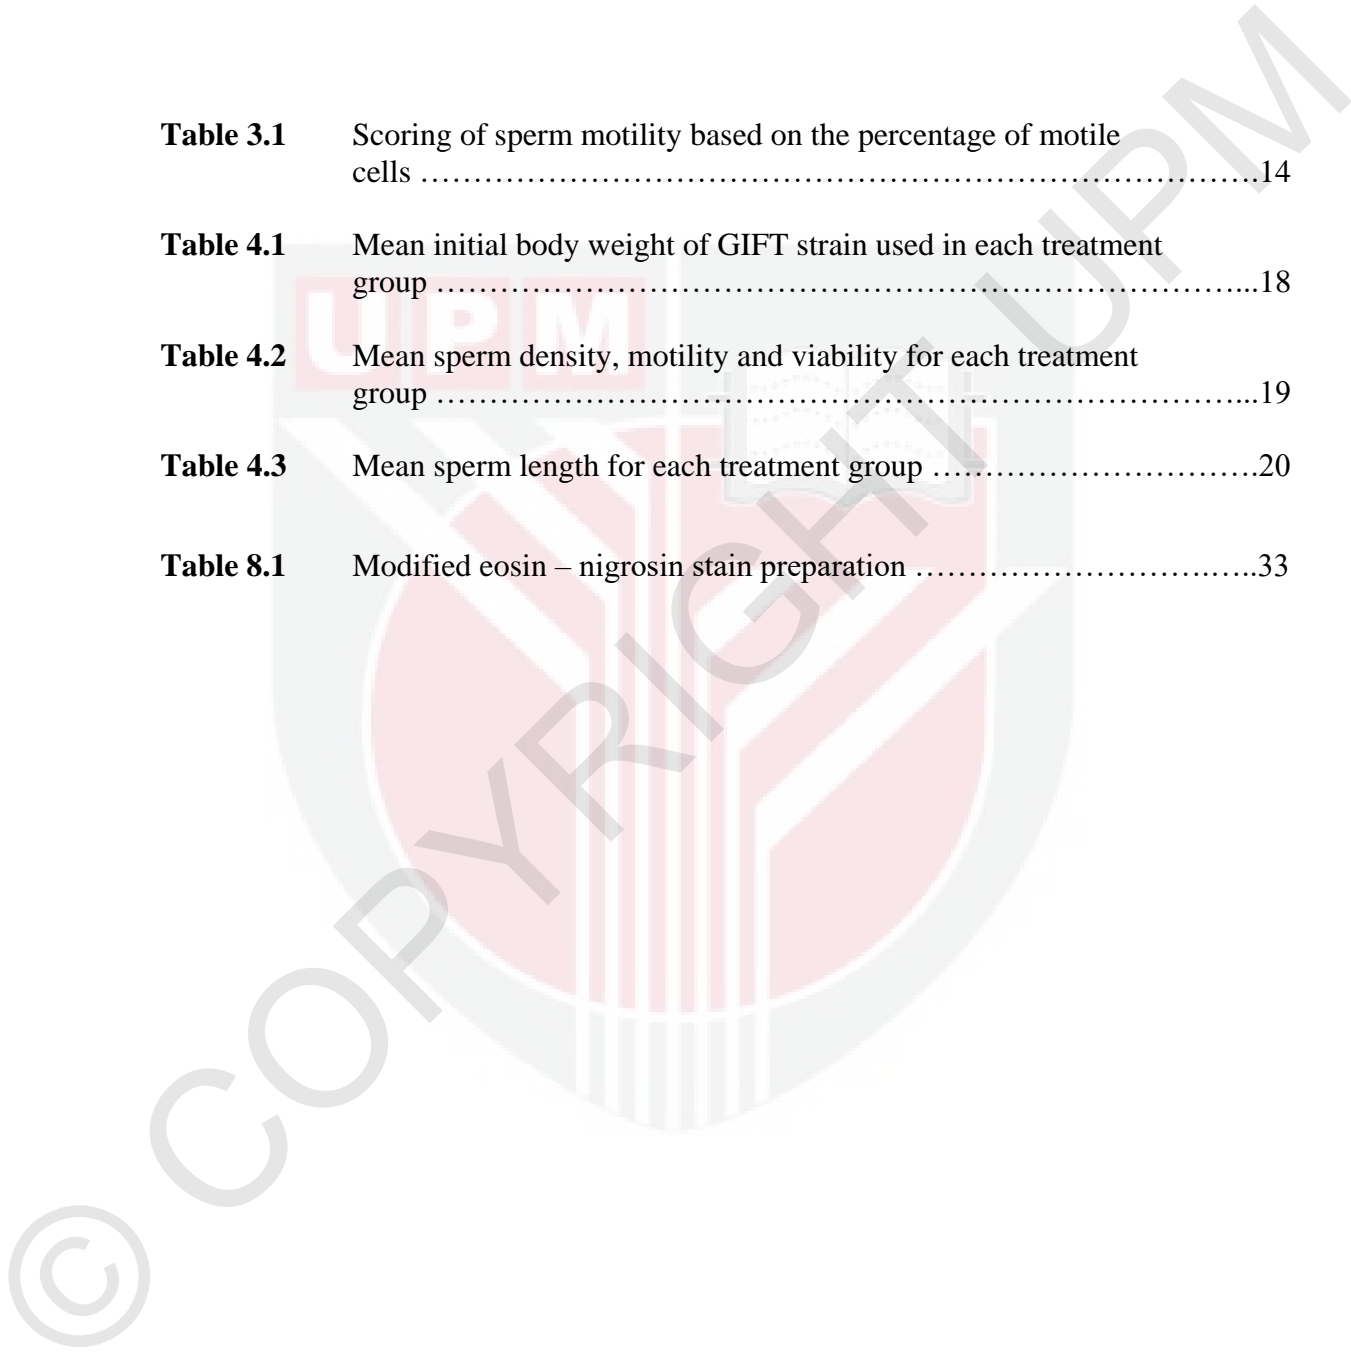 Table 3.1 Scoring of sperm motility based on the percentage of motile
cells ……………………………………………………………………….14
Table 4.1 Mean initial body weight of GIFT strain used in each treatment
group …………………………………………………………………...18
Table 4.2 Mean sperm density, motility and viability for each treatment
group …………………………………………………………………...19
Table 4.3 Mean sperm length for each treatment group ………………………….20
Table 8.1 Modified eosin – nigrosin stain preparation ……………………….…..33
UPM
© COPYRIGHT UPM